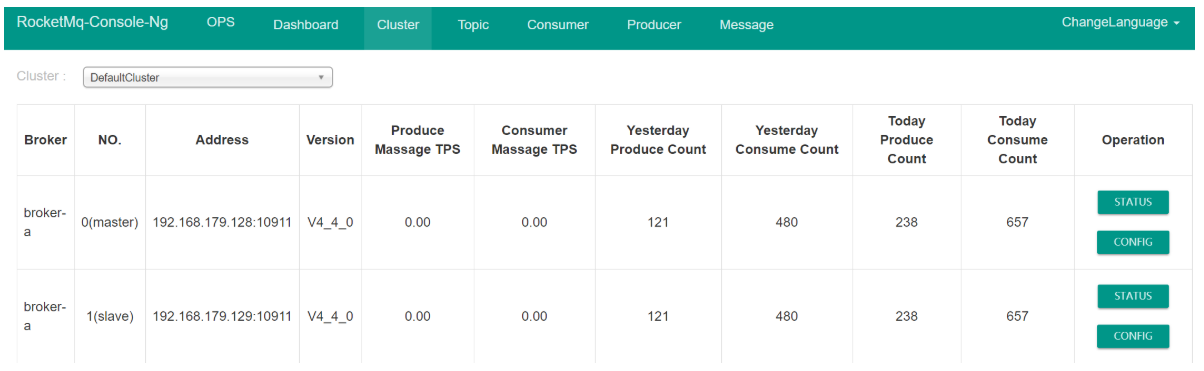 RocketMq-Console-Ng OPS Dashboard Cluster Topic Consumer Producer Message ChangeLanguage
Cluster : DefaultCluster
Broker NO. Address Version Produce Massage TPS Consumer Massage TPS Yesterday Produce Count Yesterday Consume Count Today Produce Count Today Consume Count Operation
broker-a 0(master) 192.168.179.128:10911 V4_4_0 0.00 0.00 121 480 238 657 STATUS CONFIG
broker-a 1(slave) 192.168.179.129:10911 V4_4_0 0.00 0.00 121 480 238 657 STATUS CONFIG